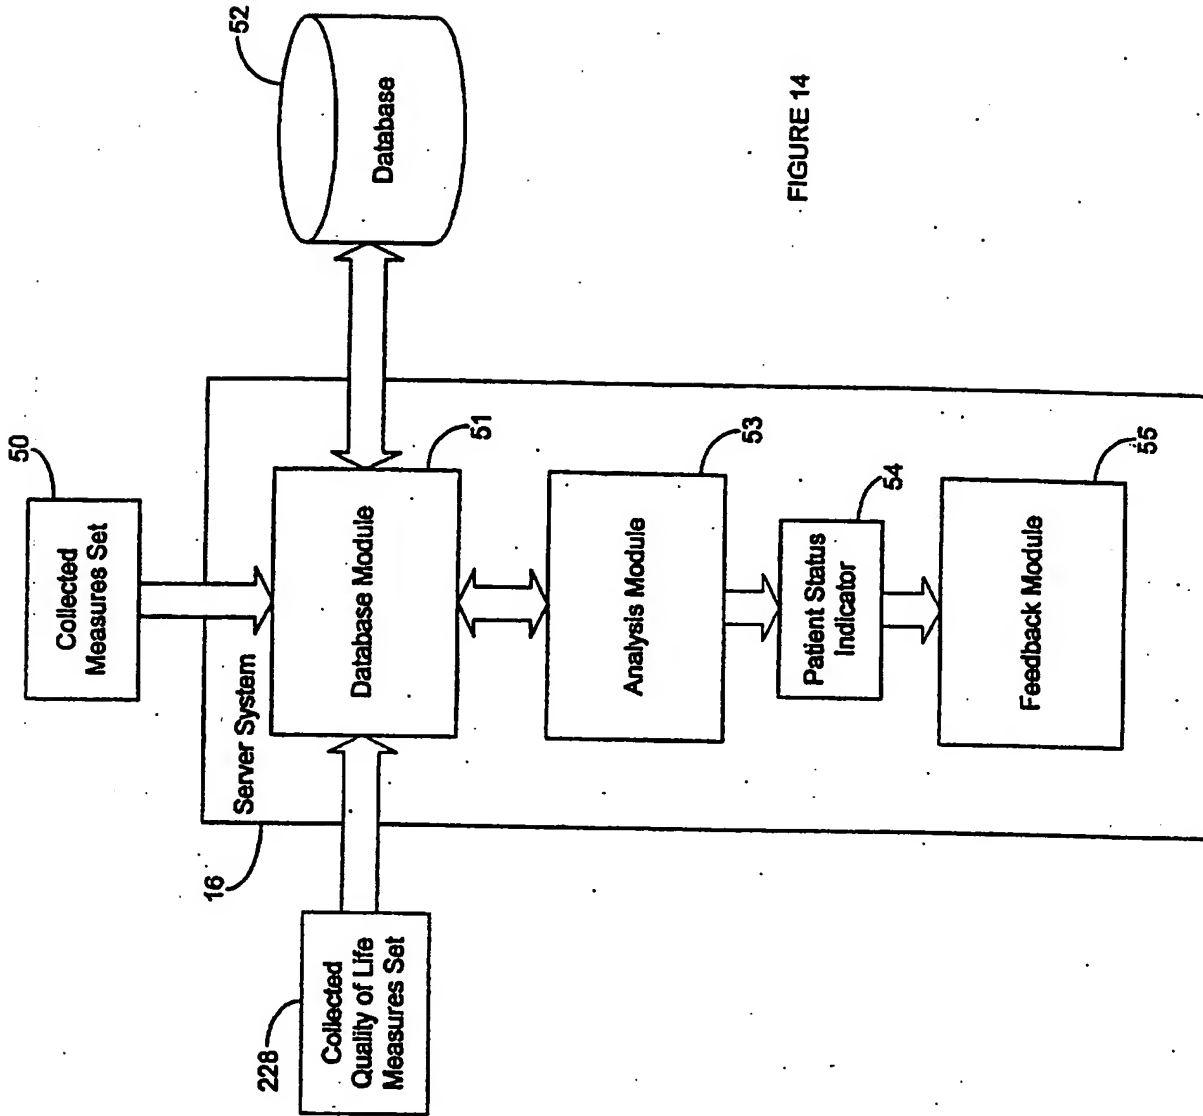 50
Collected
Measures Set
228
Collected
Quality of Life
Measures Set
16
Server System
Database Module
51
Database
52
Analysis Module
53
Patient Status
Indicator
54
Feedback Module
55
FIGURE 14